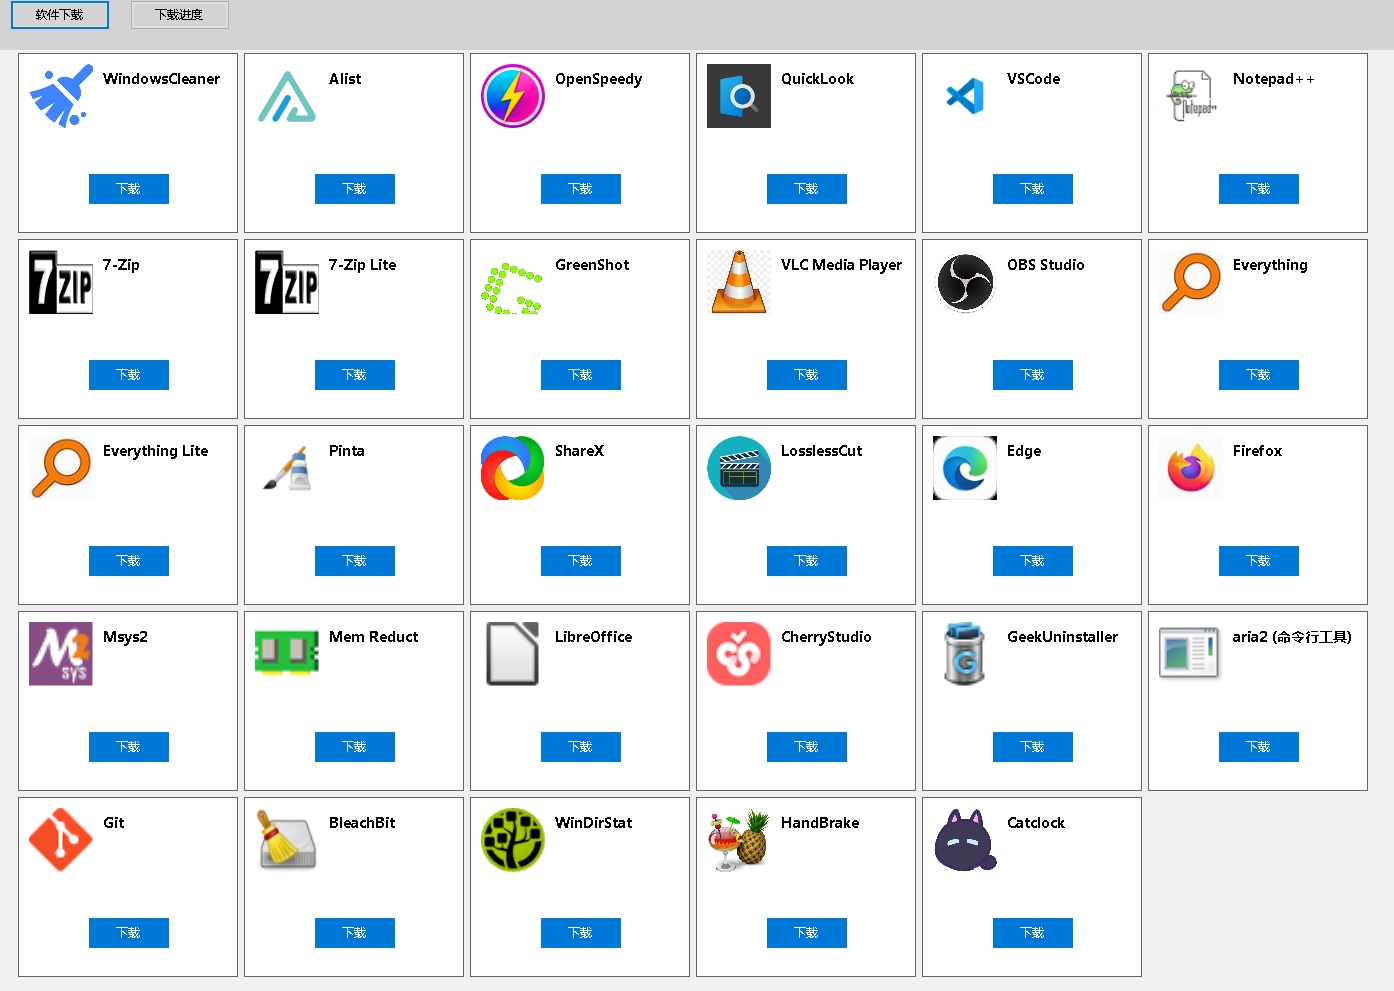 软件下载 下载进度
WindowsCleaner Alist OpenSpeedy QuickLook VSCode Notepad++
Notepad++
下载 下载 下载 下载 下载 下载
7-Zip 7-Zip Lite GreenShot VLC Media Player OBS Studio Everything
7ZIP 7ZIP
下载 下载 下载 下载 下载 下载
Everything Lite Pinta ShareX LosslessCut Edge Firefox
下载 下载 下载 下载 下载 下载
Msys2 Mem Reduct LibreOffice CherryStudio GeekUninstaller aria2 (命令行工具)
M2 G
sys
下载 下载 下载 下载 下载 下载
Git BleachBit WinDirStat HandBrake Catclock
下载 下载 下载 下载 下载